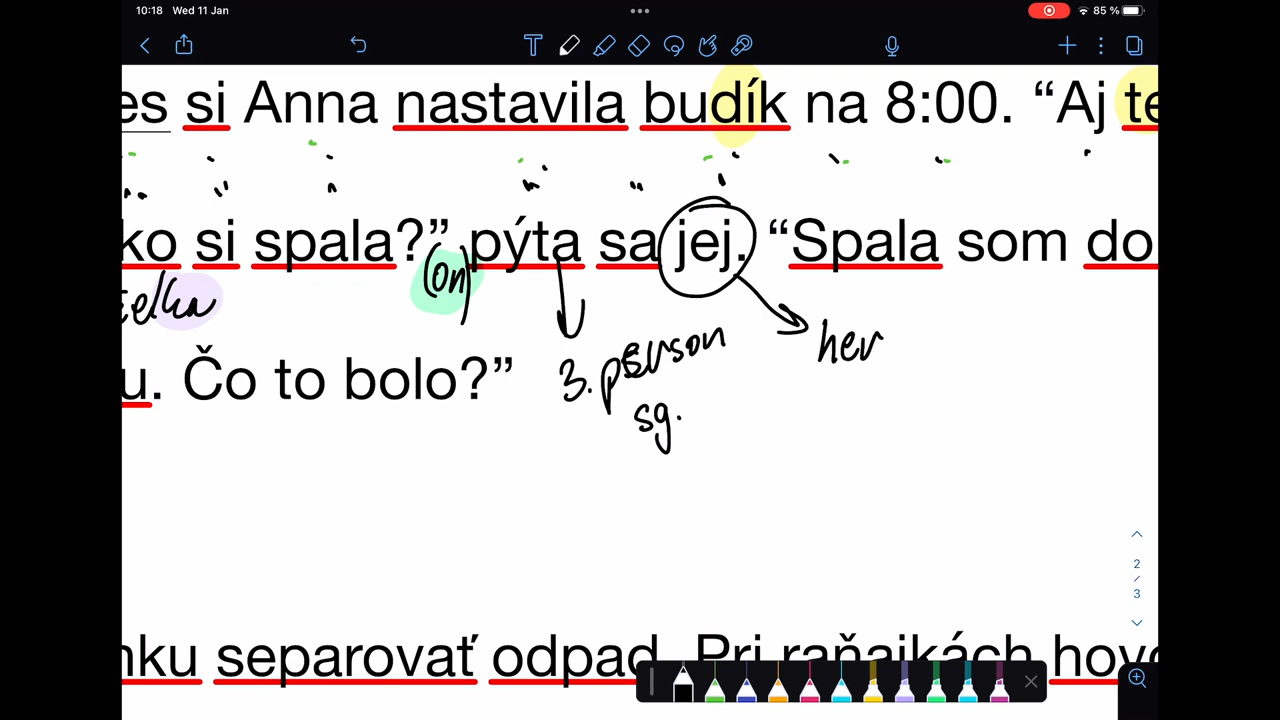 10:18 Wed 11 Jan
85 %
es si Anna nastavila budík na 8:00. “Aj te
ko si spala?” pýta sa jej. “Spala som do
(on)
her
u. Čo to bolo?”
3. person
sg.
2
/
3
nku separovať odpad. Pri raňajkách hovo